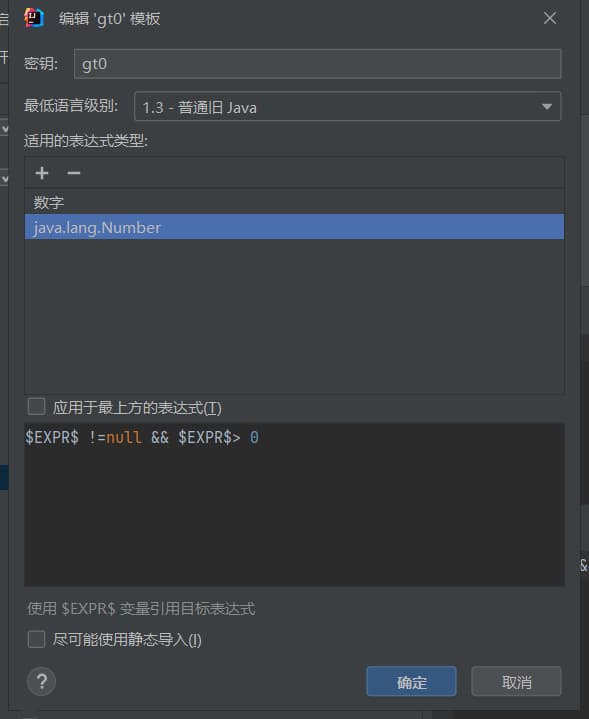 编辑 'gt0' 模板
密钥: gt0
最低语言级别: 1.3 - 普通旧 Java
适用的表达式类型:
数字
java.lang.Number
应用于最上方的表达式(T)
$EXPR$ !=null && $EXPR$> 0
使用 $EXPR$ 变量引用目标表达式
尽可能使用静态导入(I)
? 确定 取消